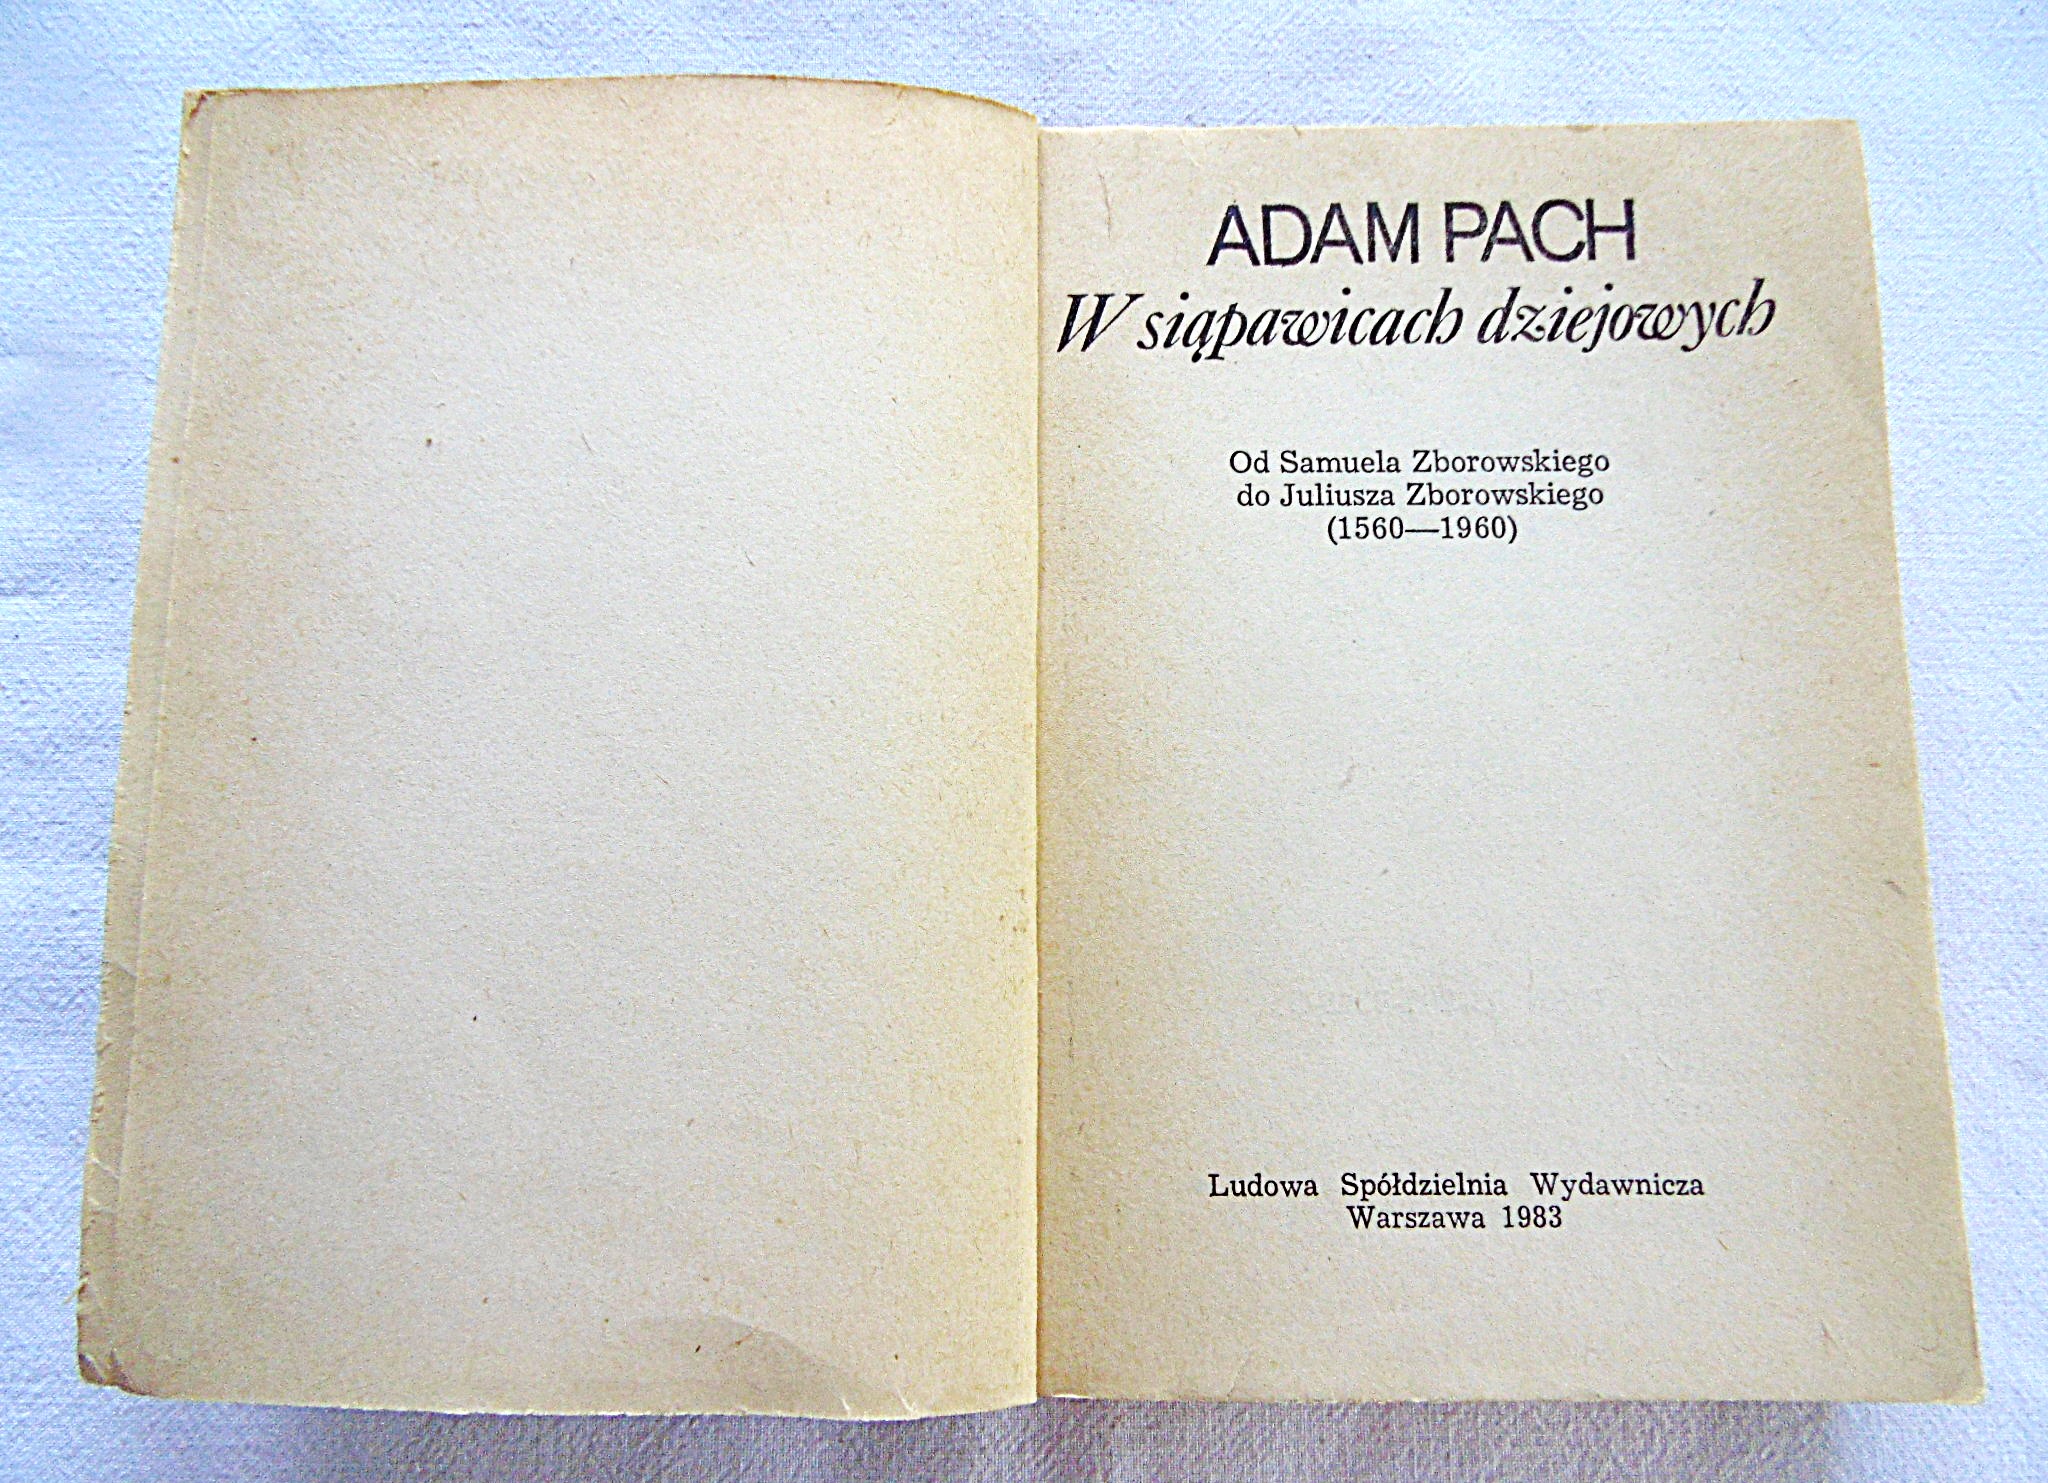 ADAM PACH
W siąpawicach dziejowych
Od Samuela Zborowskiego
do Juliusza Zborowskiego
(1560—1960)
Ludowa Spółdzielnia Wydawnicza
Warszawa 1983